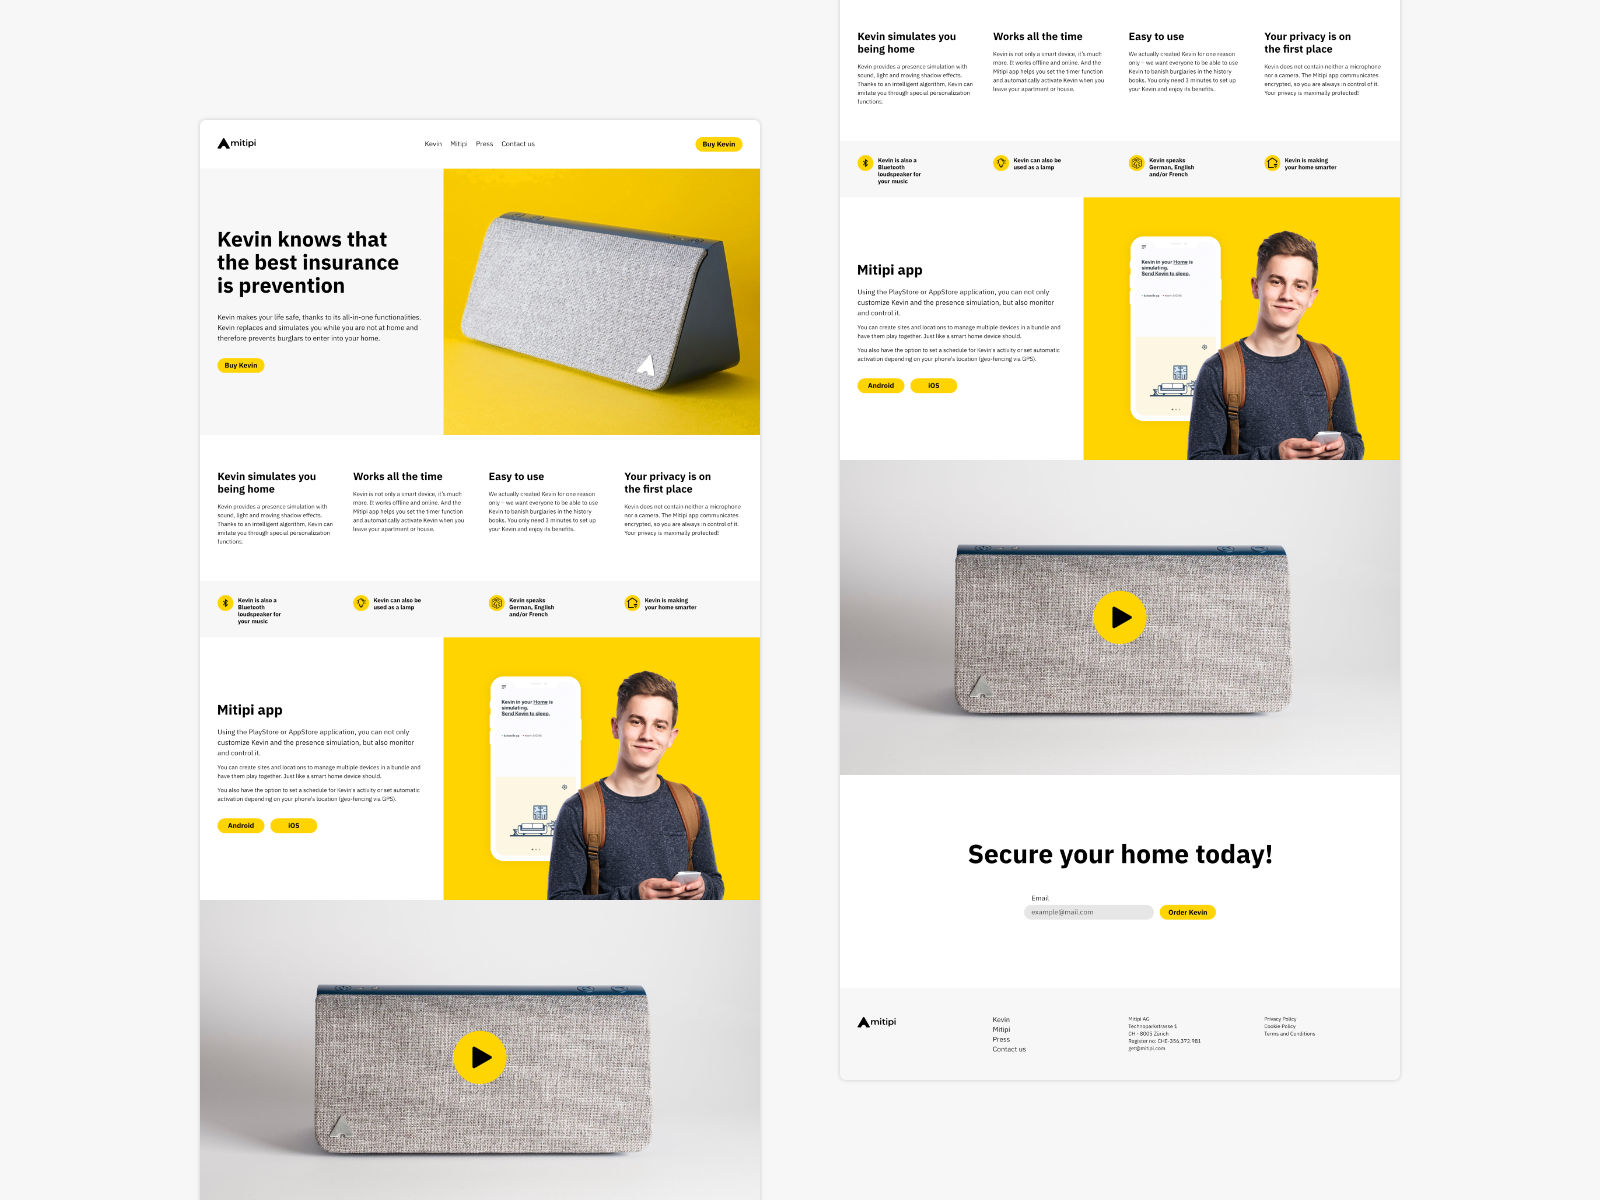 mitipi
Kevin Mitipi Press Contact us
Buy Kevin
Kevin knows that
the best insurance
is prevention
Kevin makes your life safe, thanks to its all-in-one functionalities.
Kevin replaces and simulates you while you are not at home and
therefore prevents burglars to enter into your home.
Buy Kevin
Kevin simulates you
being home
Kevin provides a presence simulation with
sound, light and moving shadow effects.
Thanks to an intelligent algorithm, Kevin can
imitate you through special personalization
functions.
Works all the time
Kevin is not only a smart device, it's much
more. It works offline and online. And the
Mitipi app helps you set the timer function
and automatically activate Kevin when you
leave your apartment or house.
Easy to use
We actually created Kevin for one reason
only – we want everyone to be able to use
Kevin to banish burglaries in the history
books. You only need 3 minutes to set up
your Kevin and enjoy its benefits.
Your privacy is on
the first place
Kevin does not contain neither a microphone
nor a camera. The Mitipi app communicates
encrypted, so you are always in control of it.
Your privacy is maximally protected!
Kevin is also a
Bluetooth
loudspeaker for
your music
Kevin can also be
used as a lamp
Kevin speaks
German, English
and/or French
Kevin is making
your home smarter
Mitipi app
Using the PlayStore or AppStore application, you can not only
customize Kevin and the presence simulation, but also monitor
and control it.
You can create sites and locations to manage multiple devices in a bundle and
have them play together. Just like a smart home device should.
You also have the option to set a schedule for Kevin's activity or set automatic
activation depending on your phone's location (geo-fencing via GPS).
Android
iOS
Kevin in your Home is
simulating.
Send Kevin to sleep.
Kevin simulates you
being home
Kevin provides a presence simulation with
sound, light and moving shadow effects.
Thanks to an intelligent algorithm, Kevin can
imitate you through special personalization
functions.
Works all the time
Kevin is not only a smart device, it's much
more. It works offline and online. And the
Mitipi app helps you set the timer function
and automatically activate Kevin when you
leave your apartment or house.
Easy to use
We actually created Kevin for one reason
only – we want everyone to be able to use
Kevin to banish burglaries in the history
books. You only need 3 minutes to set up
your Kevin and enjoy its benefits.
Your privacy is on
the first place
Kevin does not contain neither a microphone
nor a camera. The Mitipi app communicates
encrypted, so you are always in control of it.
Your privacy is maximally protected!
Kevin is also a
Bluetooth
loudspeaker for
your music
Kevin can also be
used as a lamp
Kevin speaks
German, English
and/or French
Kevin is making
your home smarter
Mitipi app
Using the PlayStore or AppStore application, you can not only
customize Kevin and the presence simulation, but also monitor
and control it.
You can create sites and locations to manage multiple devices in a bundle and
have them play together. Just like a smart home device should.
You also have the option to set a schedule for Kevin's activity or set automatic
activation depending on your phone's location (geo-fencing via GPS).
Android
iOS
Kevin in your Home is
simulating.
Send Kevin to sleep.
Secure your home today!
Email
example@mail.com
Order Kevin
mitipi
Kevin
Mitipi
Press
Contact us
Mitipi AG
Technoparkstrasse 1
CH - 8005 Zürich
Register no: CHE-356.372.981
get@mitipi.com
Privacy Policy
Cookie Policy
Terms and Conditions